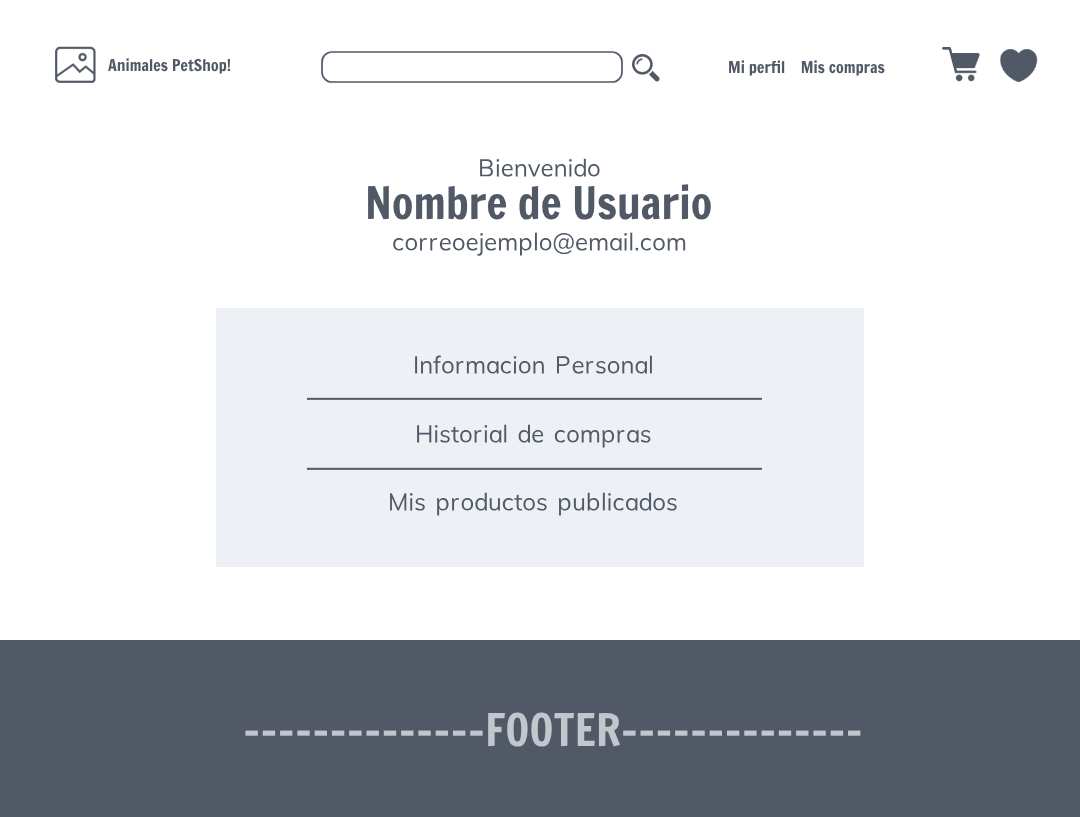 Animales PetShop!
Mi perfil Mis compras
Bienvenido
Nombre de Usuario
correoejemplo@email.com
Informacion Personal
Historial de compras
Mis productos publicados
--------------FOOTER--------------